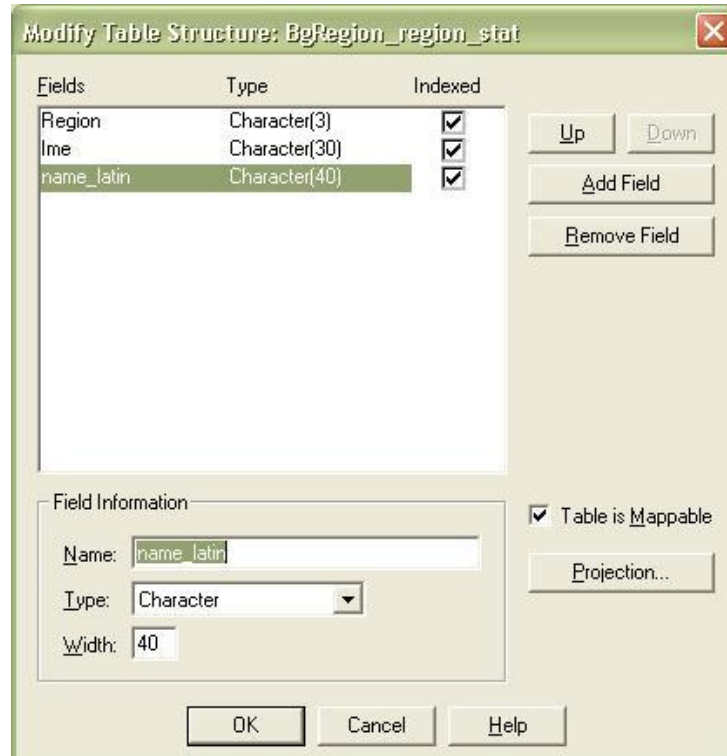 Modify Table Structure: BgRegion_region_stat
Fields Type Indexed
Region Character(3)
Ime Character(30)
name_latin Character(40)
Up Down
Add Field
Remove Field
Field Information
Name: name_latin
Type: Character
Width: 40
Table is Mappable
Projection...
OK Cancel Help